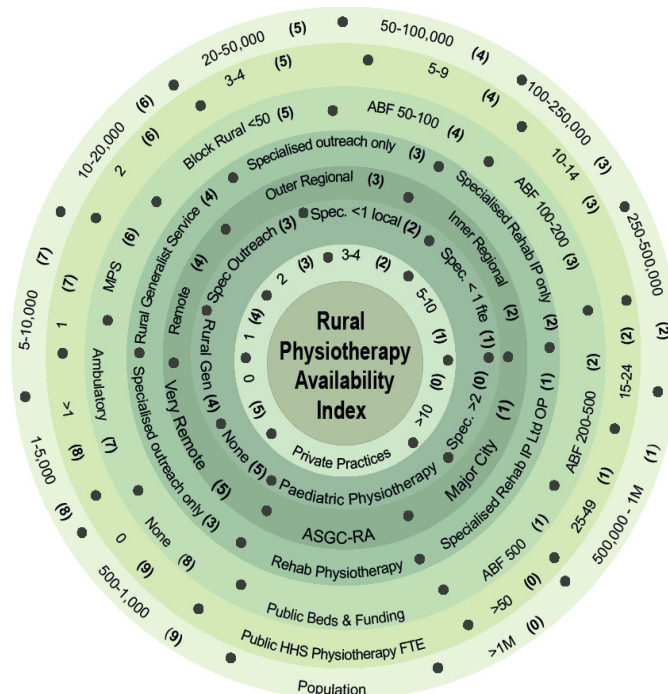 Rural
Physiotherapy
Availability
Index
Private Practices
0 (5)
1 (4)
2 (3)
3-4 (2)
5-10 (1)
>10 (0)
Paediatric Physiotherapy
None (5)
Rural Gen (4)
Spec Outreach (3)
Spec. <1 local (2)
Spec. < 1 fte (1)
Spec. >2 (0)
ASGC-RA
Very Remote (5)
Remote (4)
Outer Regional (3)
Inner Regional (2)
Major City (1)
Rehab Physiotherapy
Specialised outreach only (3)
Rural Generalist Service (4)
Specialised outreach only (3)
Specialised Rehab IP only (2)
Specialised Rehab IP Ltd OP (1)
Public Beds & Funding
None (8)
Ambulatory (7)
MPS (6)
Block Rural <50 (5)
ABF 50-100 (4)
ABF 100-200 (3)
ABF 200-500 (2)
ABF 500 (1)
Public HHS Physiotherapy FTE
0 (9)
>1 (8)
1 (7)
2 (6)
3-4 (5)
5-9 (4)
10-14 (3)
15-24 (2)
25-49 (1)
>50 (0)
Population
500-1,000 (9)
1-5,000 (8)
5-10,000 (7)
10-20,000 (6)
20-50,000 (5)
50-100,000 (4)
100-250,000 (3)
250-500,000 (2)
500,000 - 1M (1)
>1M (0)